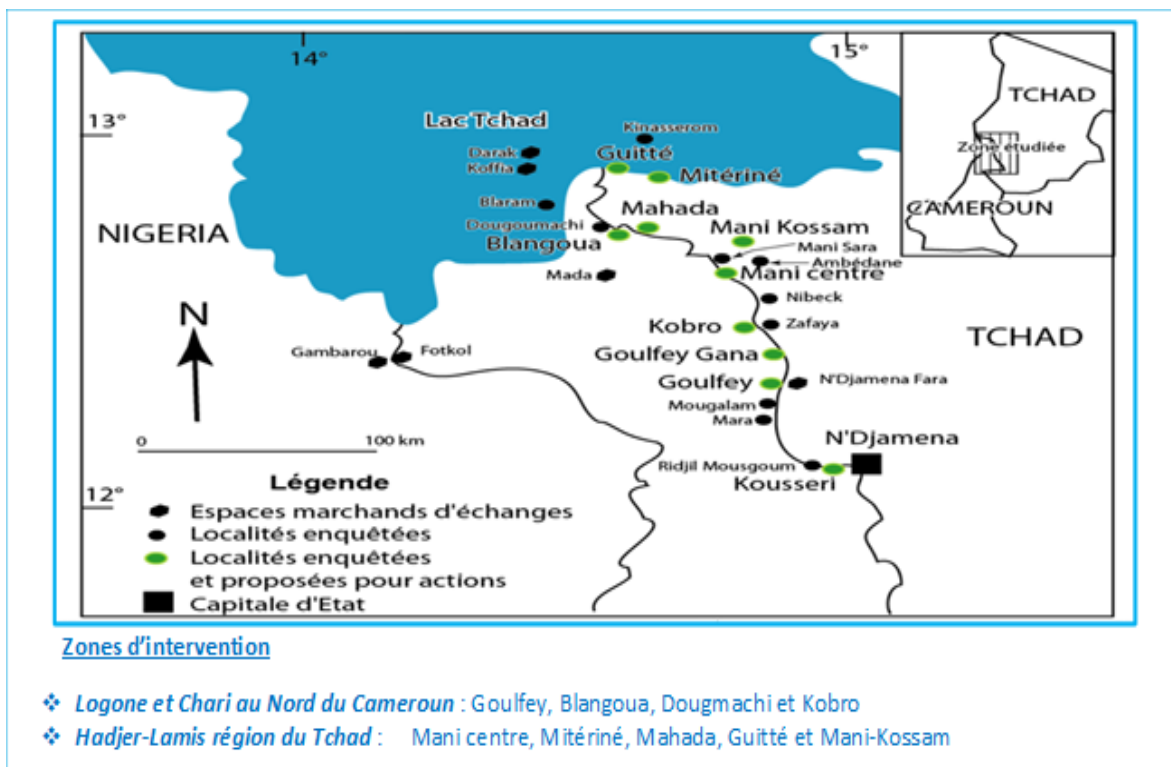 14°
15°
13°
TCHAD
Zone étudiée
CAMEROUN
Lac Tchad
Kinasserom
Darak
Guitté
Koffia
Mitériné
Blaram
Mahada
NIGERIA
Dougoumachi
Mani Kossam
Blangoua
Mani Sara
Ambédane
Mada
Mani centre
Nibeck
N
Kobro
Zafaya
TCHAD
Gambarou
Fotkol
Goulfey Gana
Goulfey
N'Djamena Fara
Mougalam
Mara
0
100 km
N'Djamena
Ridjil Mousgoum
Kousseri
12°
Légende
Espaces marchands d'échanges
Localités enquêtées
Localités enquêtées
et proposées pour actions
Capitale d'Etat
Zones d'intervention
❖ Logone et Chari au Nord du Cameroun : Goulfey, Blangoua, Dougmachi et Kobro
❖ Hadjer-Lamis région du Tchad : Mani centre, Mitériné, Mahada, Guitté et Mani-Kossam